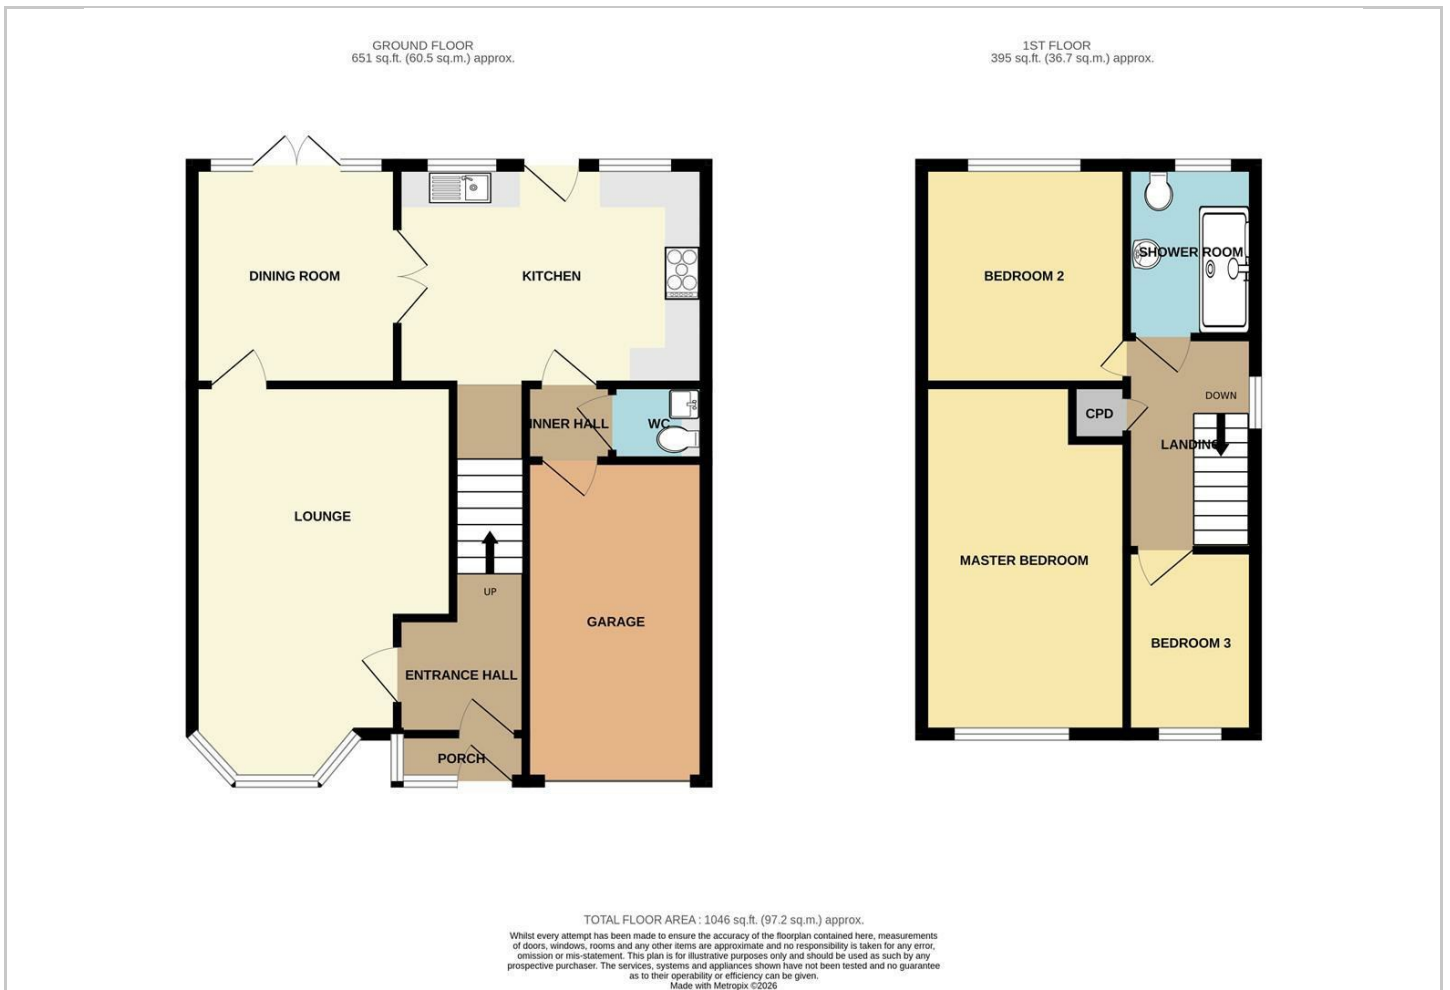 GROUND FLOOR
651 sq.ft. (60.5 sq.m.) approx.
1ST FLOOR
395 sq.ft. (36.7 sq.m.) approx.
DINING ROOM
KITCHEN
INNER HALL
WC
LOUNGE
UP
GARAGE
ENTRANCE HALL
PORCH
BEDROOM 2
SHOWER ROOM
DOWN
CPD
LANDING
MASTER BEDROOM
BEDROOM 3
TOTAL FLOOR AREA : 1046 sq.ft. (97.2 sq.m.) approx.
Whilst every attempt has been made to ensure the accuracy of the floorplan contained here, measurements
of doors, windows, rooms and any other items are approximate and no responsibility is taken for any error,
omission or mis-statement. This plan is for illustrative purposes only and should be used as such by any
prospective purchaser. The services, systems and appliances shown have not been tested and no guarantee
as to their operability or efficiency can be given.
Made with Metropix ©2026